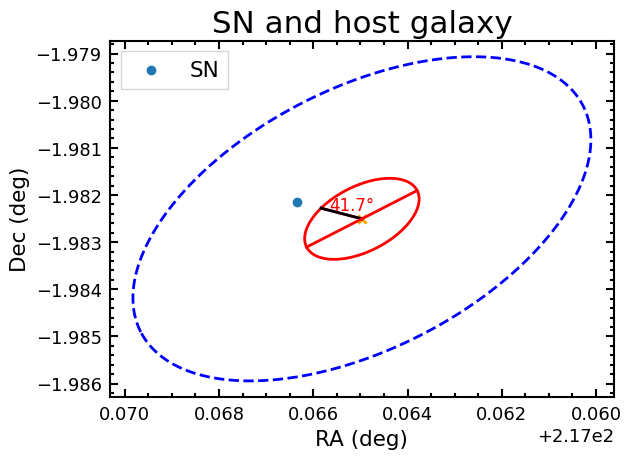 SN and host galaxy
SN
−1.979
−1.980
−1.981
−1.982
−1.983
−1.984
−1.985
−1.986
Dec (deg)
41.7°
0.070 0.068 0.066 0.064 0.062 0.060
RA (deg)
+2.17e2